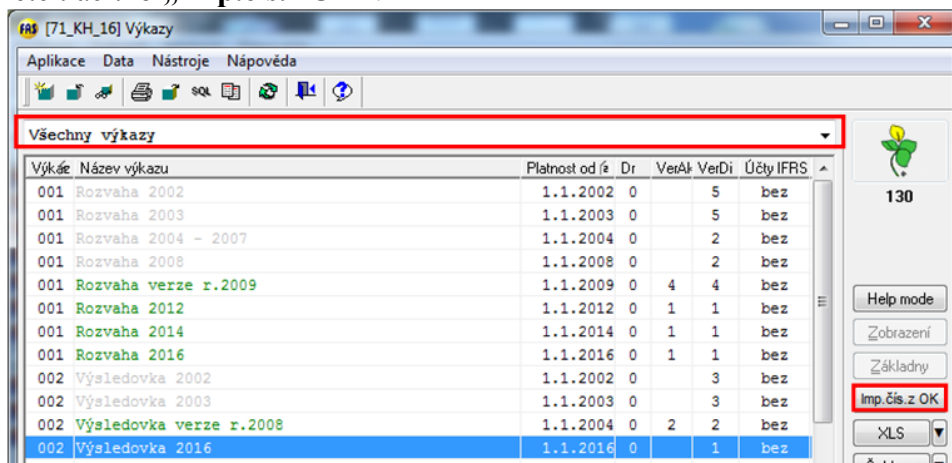 FAS [71_KH_16] Výkazy
Aplikace Data Nástroje Nápověda
SQL
Všechny výkazy
Název výkazu Platnost od Dr VerAk VerDi Účty IFRS
001 Rozvaha 2002 1.1.2002 0 5 bez
001 Rozvaha 2003 1.1.2003 0 5 bez
001 Rozvaha 2004 - 2007 1.1.2004 0 2 bez
001 Rozvaha 2008 1.1.2008 0 2 bez
001 Rozvaha verze r.2009 1.1.2009 0 4 4 bez
001 Rozvaha 2012 1.1.2012 0 1 1 bez
001 Rozvaha 2014 1.1.2014 0 1 1 bez
001 Rozvaha 2016 1.1.2016 0 1 1 bez
002 Výsledovka 2002 1.1.2002 0 3 bez
002 Výsledovka 2003 1.1.2003 0 3 bez
002 Výsledovka verze r.2008 1.1.2004 0 2 2 bez
002 Výsledovka 2016 1.1.2016 0 1 bez
130
Help mode
Zobrazení
Základny
Imp.čís.z OK
XLS